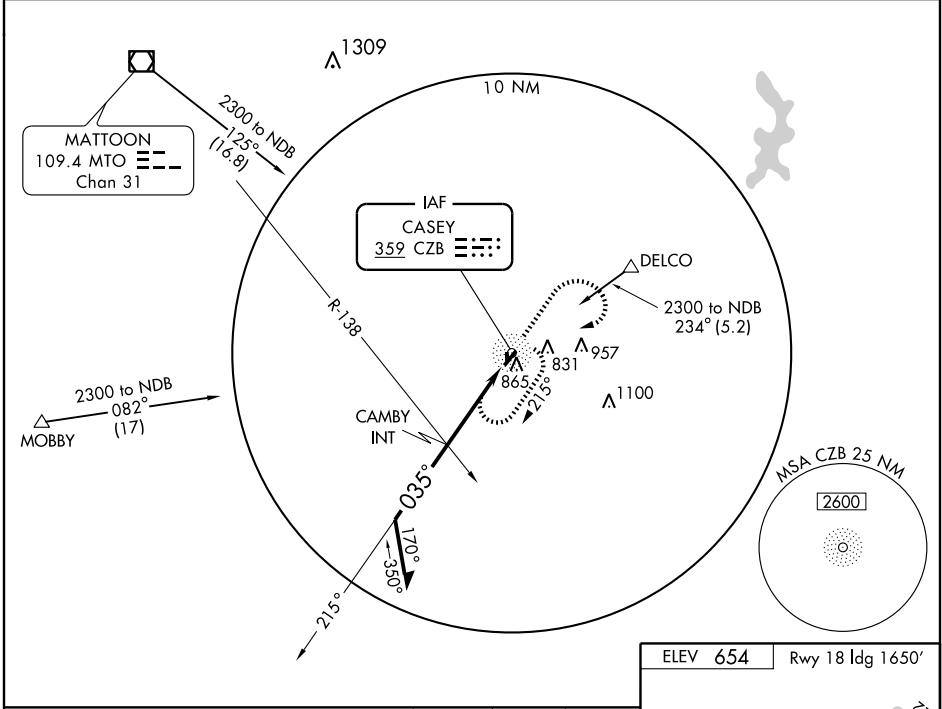 1309
10 NM
2300 to NDB
125°
(16.8)
MATTOON
109.4 MTO
Chan 31
IAF
CASEY
359 CZB
DELCO
2300 to NDB
234° (5.2)
R-138
831
957
865
1100
215°
2300 to NDB
082°
(17)
MOBBY
CAMBY
INT
035°
MSA CZB 25 NM
2600
170°
350°
215°
ELEV 654
Rwy 18 ldg 1650'